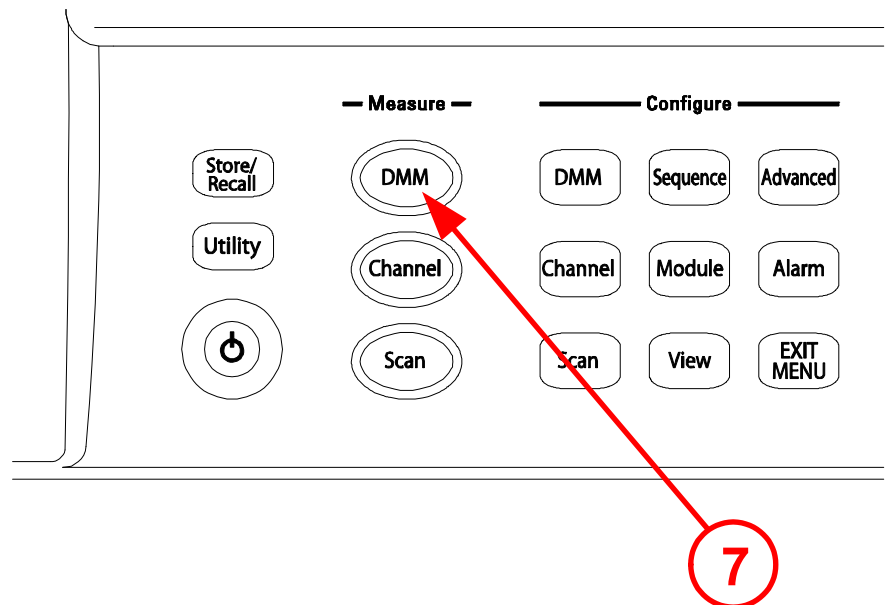 Measure
Configure
Store/
Recall
DMM
DMM
Sequence
Advanced
Utility
Channel
Channel
Module
Alarm
Scan
Scan
View
EXIT
MENU
7